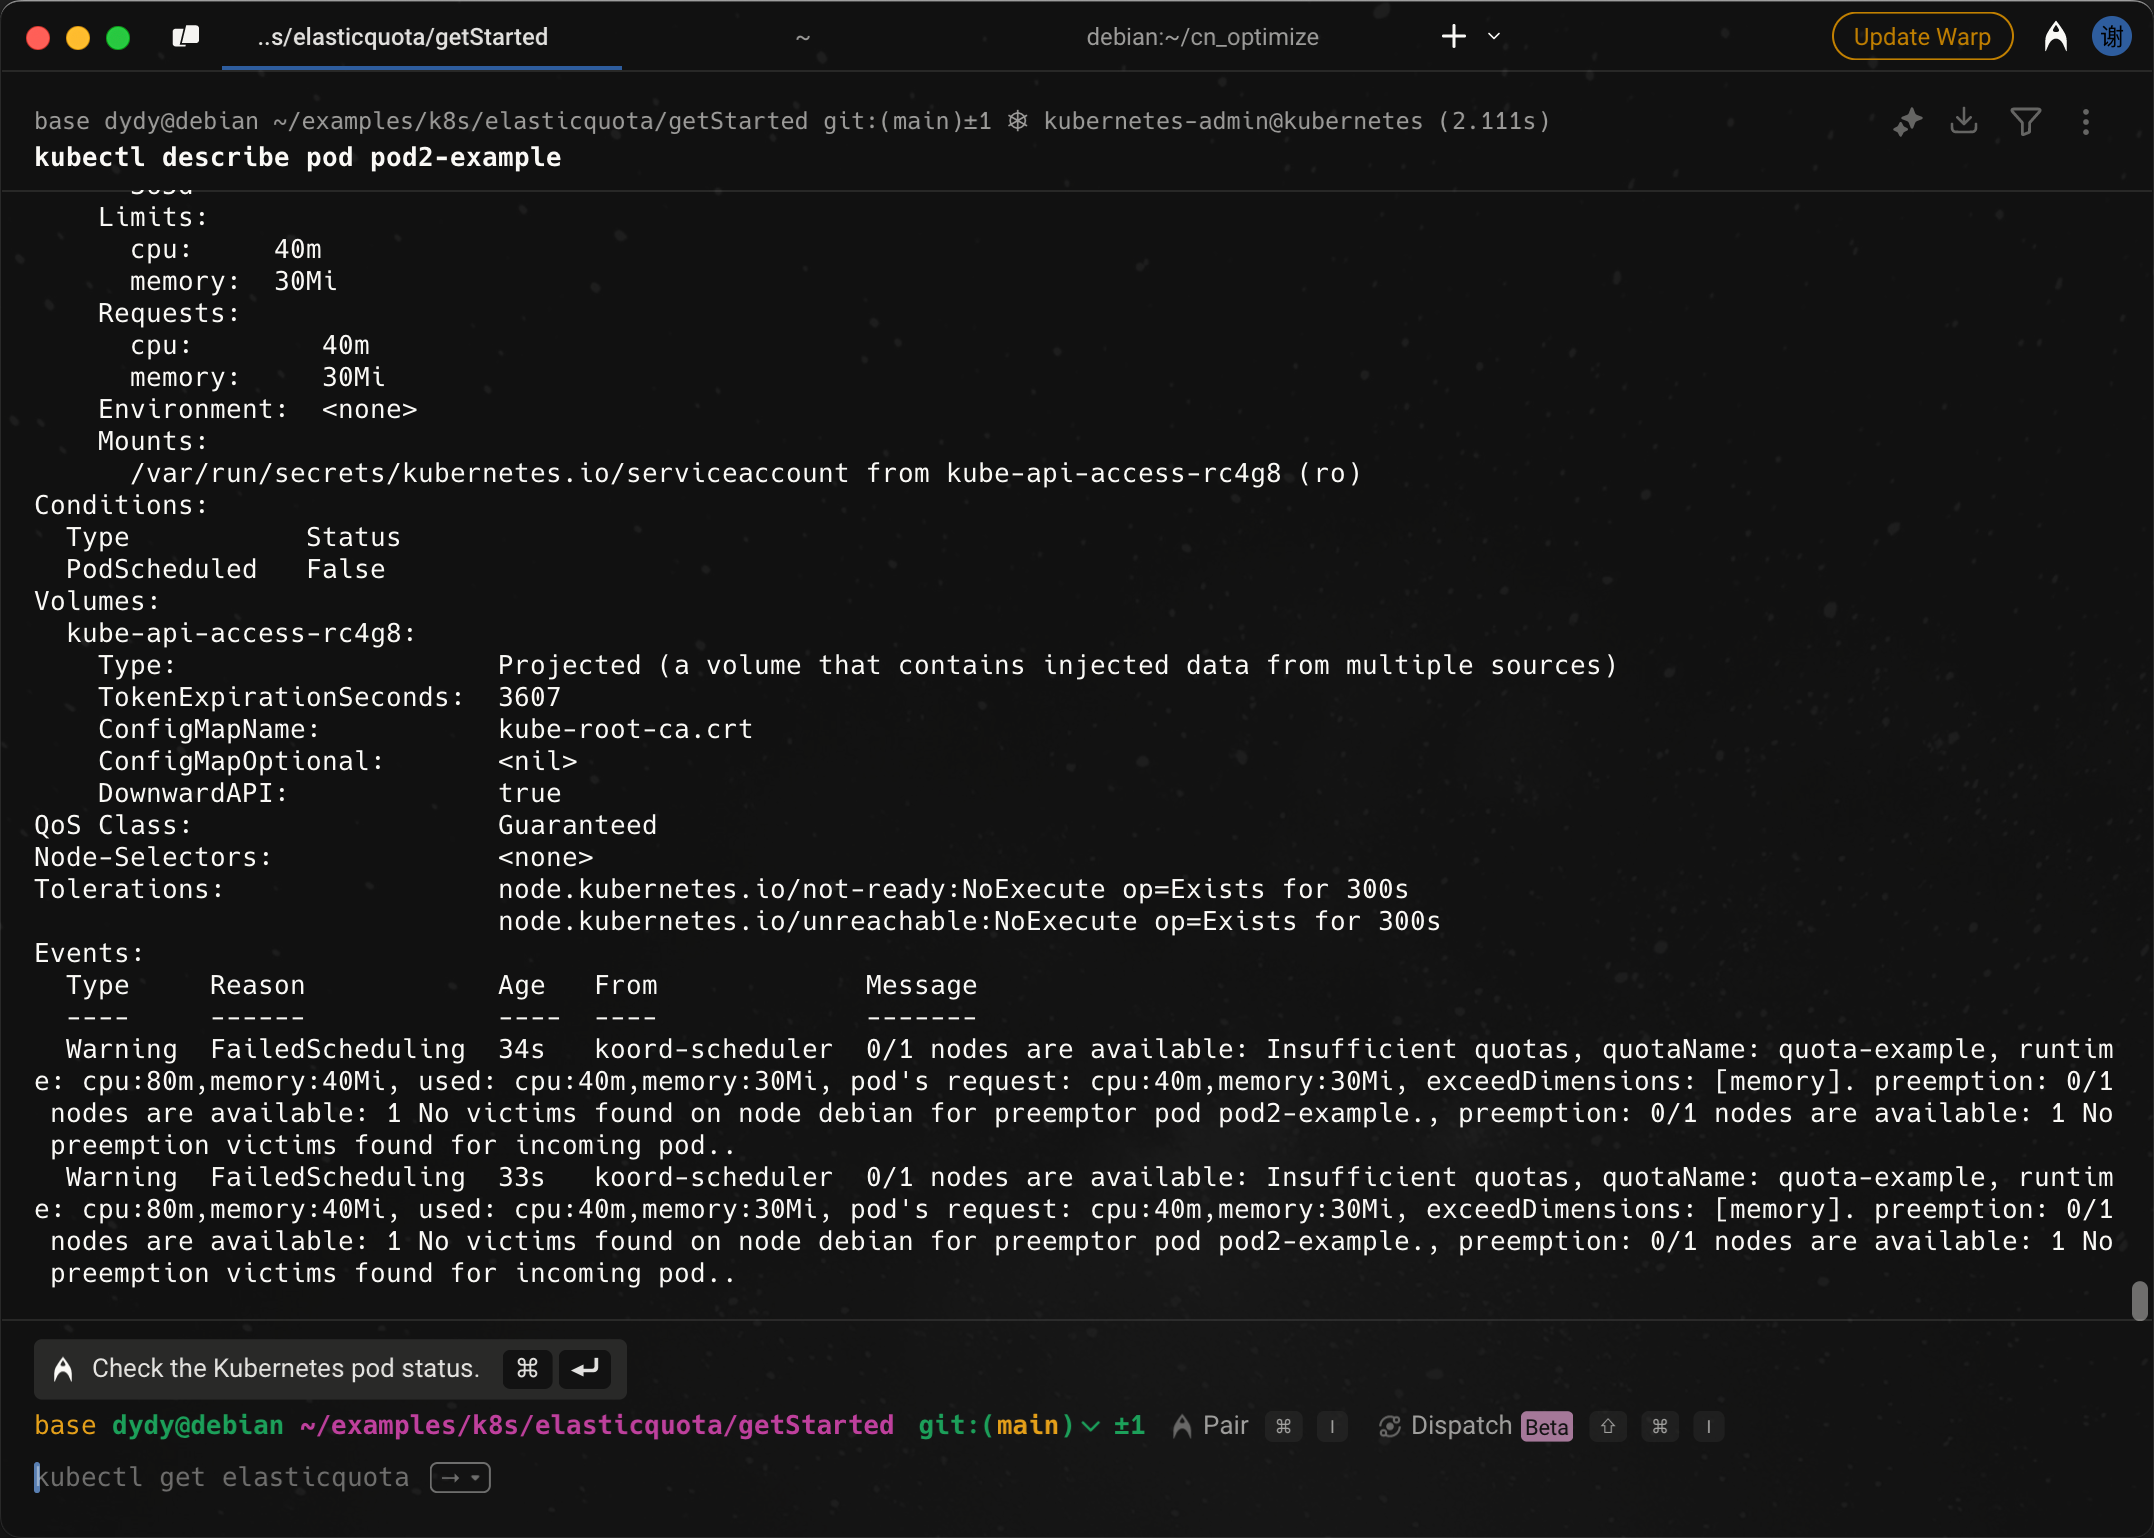 ..s/elasticquota/getStarted
~
debian:~/cn_optimize
Update Warp
谢
base dydy@debian ~/examples/k8s/elasticquota/getStarted git:(main)±1 ⎈ kubernetes-admin@kubernetes (2.111s)
kubectl describe pod pod2-example
365d
    Limits:
      cpu:     40m
      memory:  30Mi
    Requests:
      cpu:        40m
      memory:     30Mi
    Environment:  <none>
    Mounts:
      /var/run/secrets/kubernetes.io/serviceaccount from kube-api-access-rc4g8 (ro)
Conditions:
  Type           Status
  PodScheduled   False
Volumes:
  kube-api-access-rc4g8:
    Type:                    Projected (a volume that contains injected data from multiple sources)
    TokenExpirationSeconds:  3607
    ConfigMapName:           kube-root-ca.crt
    ConfigMapOptional:       <nil>
    DownwardAPI:             true
QoS Class:                   Guaranteed
Node-Selectors:              <none>
Tolerations:                 node.kubernetes.io/not-ready:NoExecute op=Exists for 300s
                             node.kubernetes.io/unreachable:NoExecute op=Exists for 300s
Events:
  Type     Reason            Age   From             Message
  ----     ------            ----  ----             -------
  Warning  FailedScheduling  34s   koord-scheduler  0/1 nodes are available: Insufficient quotas, quotaName: quota-example, runtim
e: cpu:80m,memory:40Mi, used: cpu:40m,memory:30Mi, pod's request: cpu:40m,memory:30Mi, exceedDimensions: [memory]. preemption: 0/1
 nodes are available: 1 No victims found on node debian for preemptor pod pod2-example., preemption: 0/1 nodes are available: 1 No
 preemption victims found for incoming pod..
  Warning  FailedScheduling  33s   koord-scheduler  0/1 nodes are available: Insufficient quotas, quotaName: quota-example, runtim
e: cpu:80m,memory:40Mi, used: cpu:40m,memory:30Mi, pod's request: cpu:40m,memory:30Mi, exceedDimensions: [memory]. preemption: 0/1
 nodes are available: 1 No victims found on node debian for preemptor pod pod2-example., preemption: 0/1 nodes are available: 1 No
 preemption victims found for incoming pod..
Check the Kubernetes pod status. ⌘ ↵
base dydy@debian ~/examples/k8s/elasticquota/getStarted git:(main) ±1 Pair ⌘ I Dispatch Beta ⇧ ⌘ I
kubectl get elasticquota →